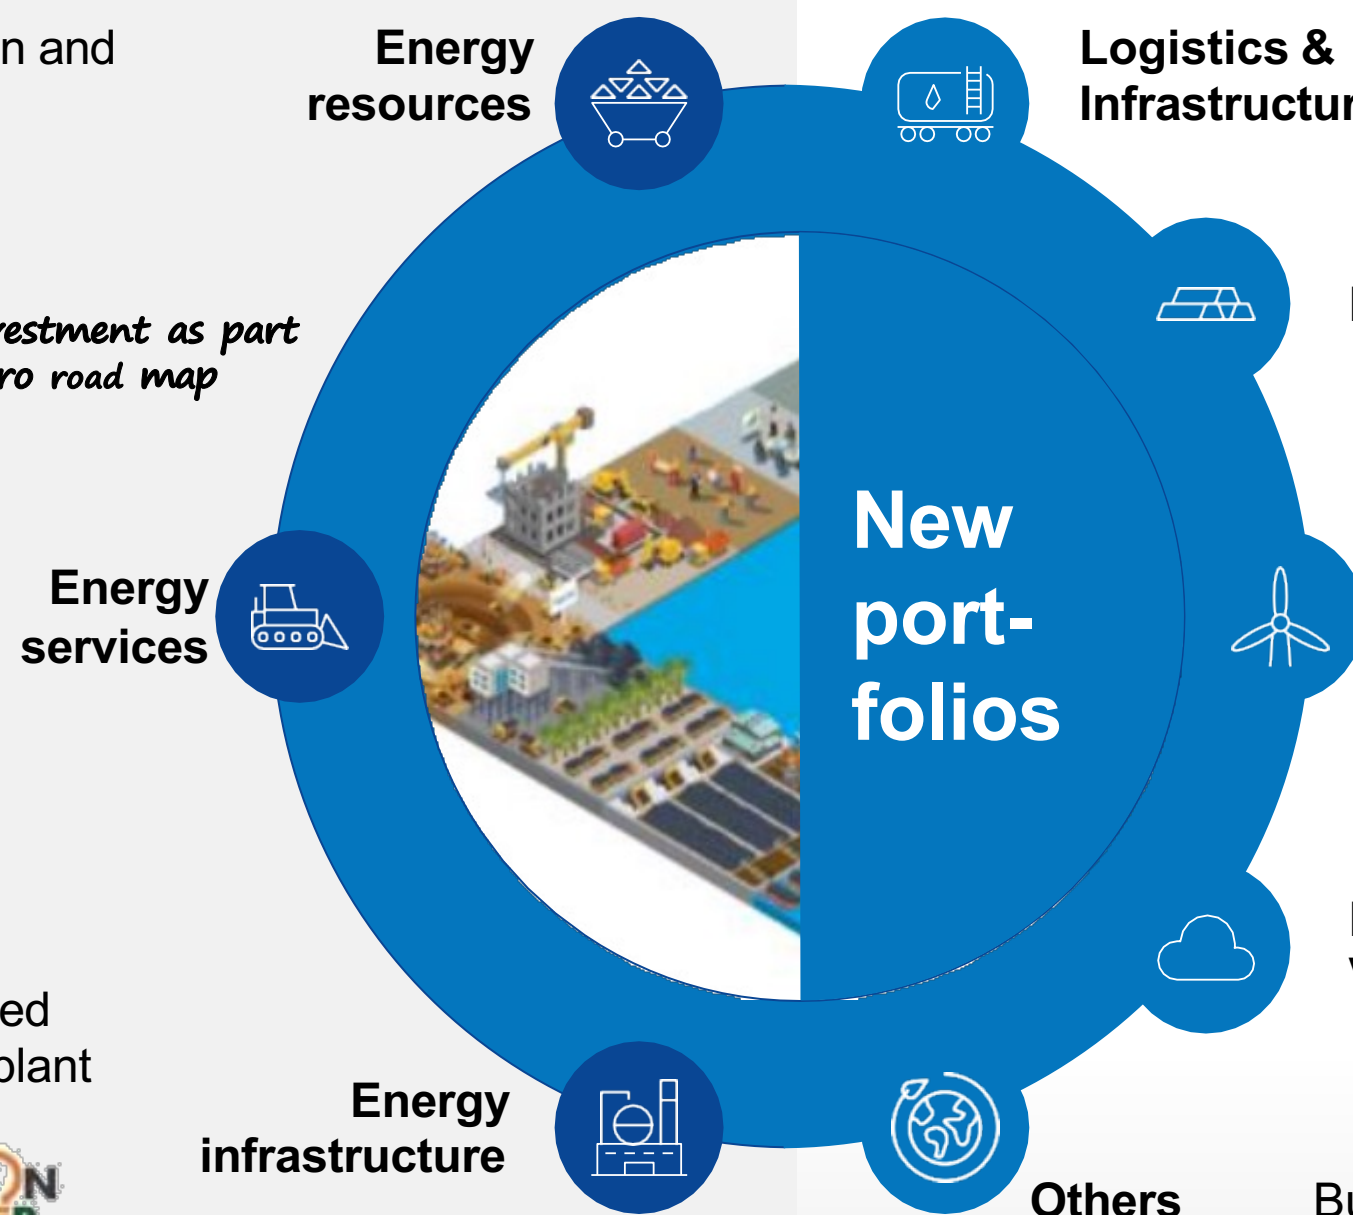 n and
Energy
resources
Logistics &
Infrastructur
restment as part
ro road map
Energy
services
New
port-
folios
ed
plant
Energy
infrastructure
N
Others
Bu